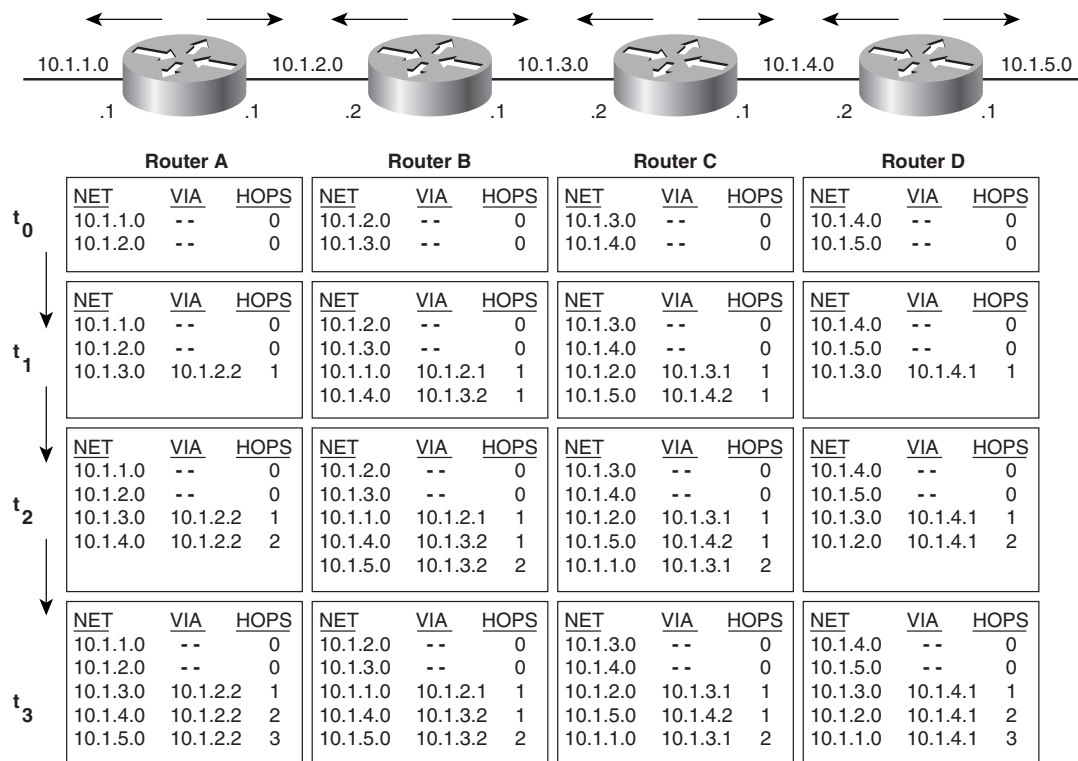 10.1.1.0 10.1.2.0 10.1.3.0 10.1.4.0 10.1.5.0
.1 .1 .2 .1 .2 .1 .2 .1
Router A Router B Router C Router D
t0
NET VIA HOPS NET VIA HOPS NET VIA HOPS NET VIA HOPS
10.1.1.0 -- 0 10.1.2.0 -- 0 10.1.3.0 -- 0 10.1.4.0 -- 0
10.1.2.0 -- 0 10.1.3.0 -- 0 10.1.4.0 -- 0 10.1.5.0 -- 0
t1
NET VIA HOPS NET VIA HOPS NET VIA HOPS NET VIA HOPS
10.1.1.0 -- 0 10.1.2.0 -- 0 10.1.3.0 -- 0 10.1.4.0 -- 0
10.1.2.0 -- 0 10.1.3.0 -- 0 10.1.4.0 -- 0 10.1.5.0 -- 0
10.1.3.0 10.1.2.2 1 10.1.1.0 10.1.2.1 1 10.1.2.0 10.1.3.1 1 10.1.3.0 10.1.4.1 1
10.1.4.0 10.1.3.2 1 10.1.5.0 10.1.4.2 1
t2
NET VIA HOPS NET VIA HOPS NET VIA HOPS NET VIA HOPS
10.1.1.0 -- 0 10.1.2.0 -- 0 10.1.3.0 -- 0 10.1.4.0 -- 0
10.1.2.0 -- 0 10.1.3.0 -- 0 10.1.4.0 -- 0 10.1.5.0 -- 0
10.1.3.0 10.1.2.2 1 10.1.1.0 10.1.2.1 1 10.1.2.0 10.1.3.1 1 10.1.3.0 10.1.4.1 1
10.1.4.0 10.1.2.2 2 10.1.4.0 10.1.3.2 1 10.1.5.0 10.1.4.2 1 10.1.2.0 10.1.4.1 2
10.1.5.0 10.1.3.2 2 10.1.1.0 10.1.3.1 2
t3
NET VIA HOPS NET VIA HOPS NET VIA HOPS NET VIA HOPS
10.1.1.0 -- 0 10.1.2.0 -- 0 10.1.3.0 -- 0 10.1.4.0 -- 0
10.1.2.0 -- 0 10.1.3.0 -- 0 10.1.4.0 -- 0 10.1.5.0 -- 0
10.1.3.0 10.1.2.2 1 10.1.1.0 10.1.2.1 1 10.1.2.0 10.1.3.1 1 10.1.3.0 10.1.4.1 1
10.1.4.0 10.1.2.2 2 10.1.4.0 10.1.3.2 1 10.1.5.0 10.1.4.2 1 10.1.2.0 10.1.4.1 2
10.1.5.0 10.1.2.2 3 10.1.5.0 10.1.3.2 2 10.1.1.0 10.1.3.1 2 10.1.1.0 10.1.4.1 3